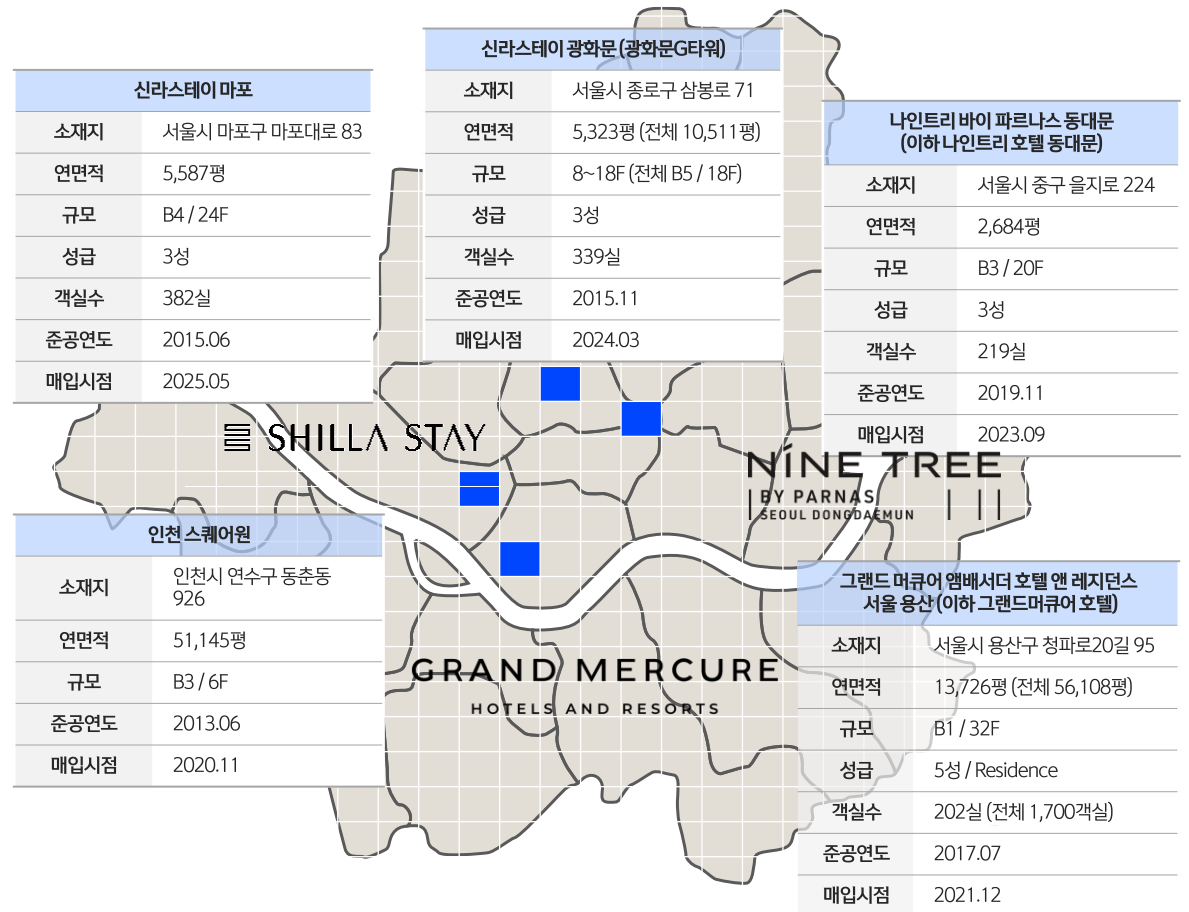 신라스테이 마포
소재지 서울시 마포구 마포대로 83
연면적 5,587평
규모 B4 / 24F
성급 3성
객실수 382실
준공연도 2015.06
매입시점 2025.05
신라스테이 광화문 (광화문G타워)
소재지 서울시 종로구 삼봉로 71
연면적 5,323평 (전체 10,511평)
규모 8~18F (전체 B5 / 18F)
성급 3성
객실수 339실
준공연도 2015.11
매입시점 2024.03
나인트리 바이 파르나스 동대문
(이하 나인트리 호텔 동대문)
소재지 서울시 중구 을지로 224
연면적 2,684평
규모 B3 / 20F
성급 3성
객실수 219실
준공연도 2019.11
매입시점 2023.09
SHILLA STAY
NÍNE TREE
BY PARNAS
SEOUL DONGDAEMUN
인천 스퀘어원
소재지 인천시 연수구 동춘동
926
연면적 51,145평
규모 B3 / 6F
준공연도 2013.06
매입시점 2020.11
GRAND MERCURE
HOTELS AND RESORTS
그랜드 머큐어 앰배서더 호텔 앤 레지던스
서울 용산 (이하 그랜드머큐어 호텔)
소재지 서울시 용산구 청파로20길 95
연면적 13,726평 (전체 56,108평)
규모 B1 / 32F
성급 5성 / Residence
객실수 202실 (전체 1,700객실)
준공연도 2017.07
매입시점 2021.12